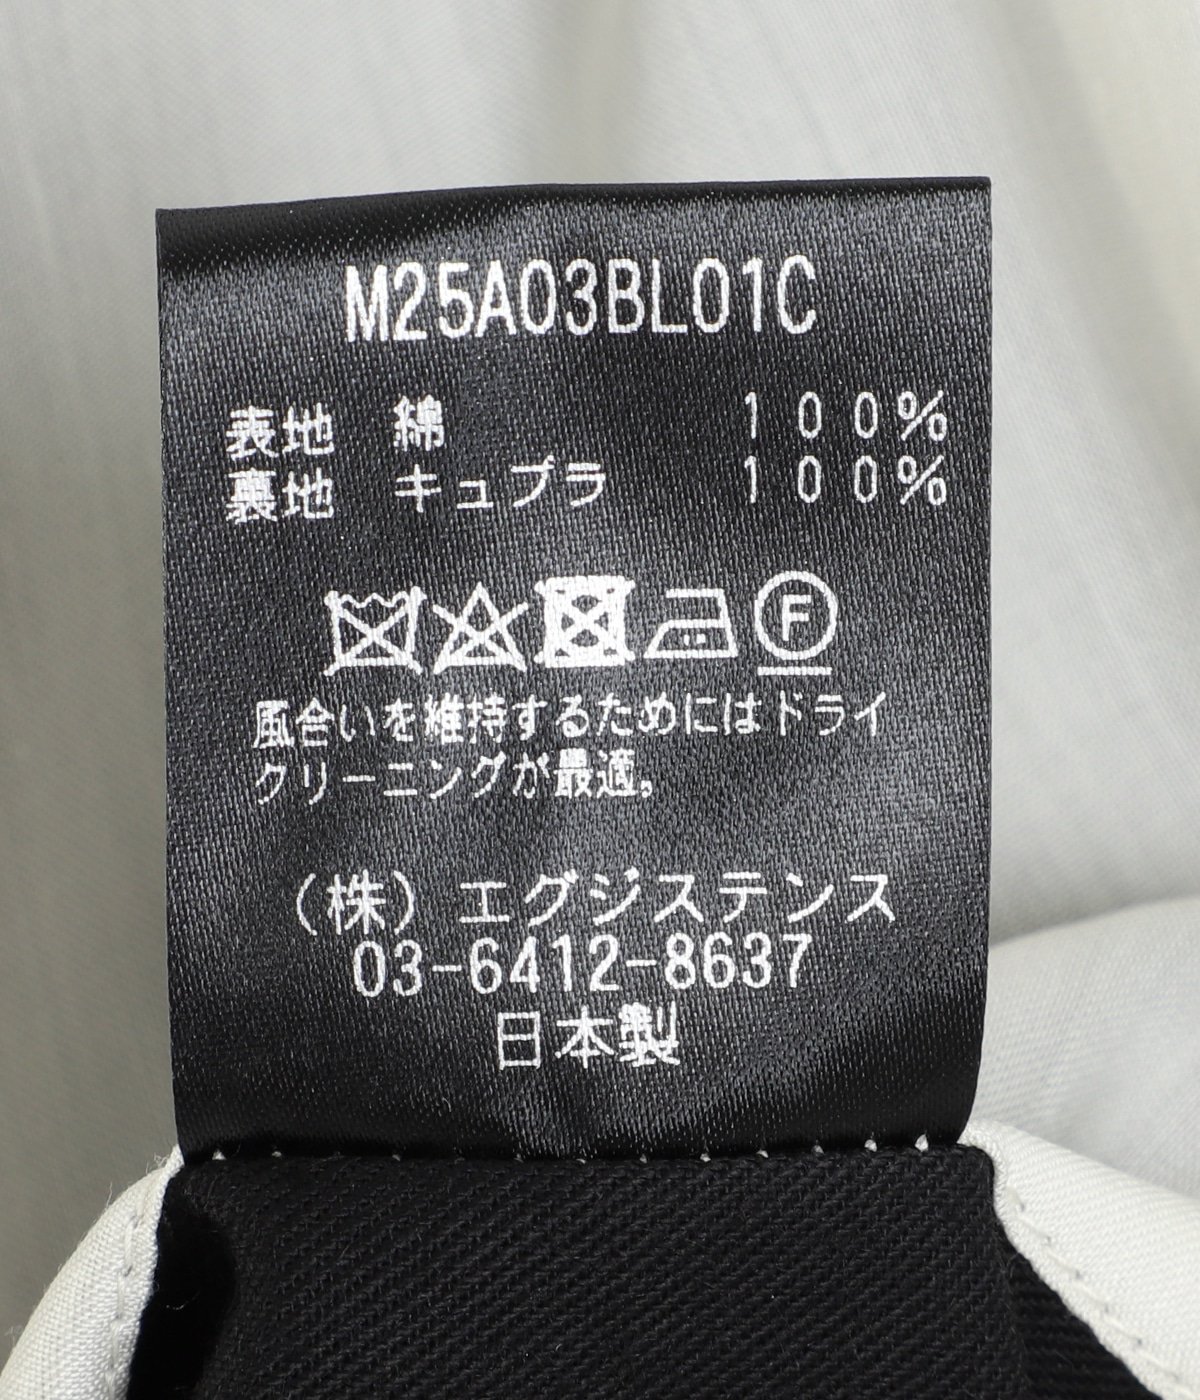 M25A03BL01C
表地 綿 100%
裏地 キュプラ 100%
F
風合いを維持するためにはドライ
クリーニングが最適。
(株) エグジステンス
03-6412-8637
日本製